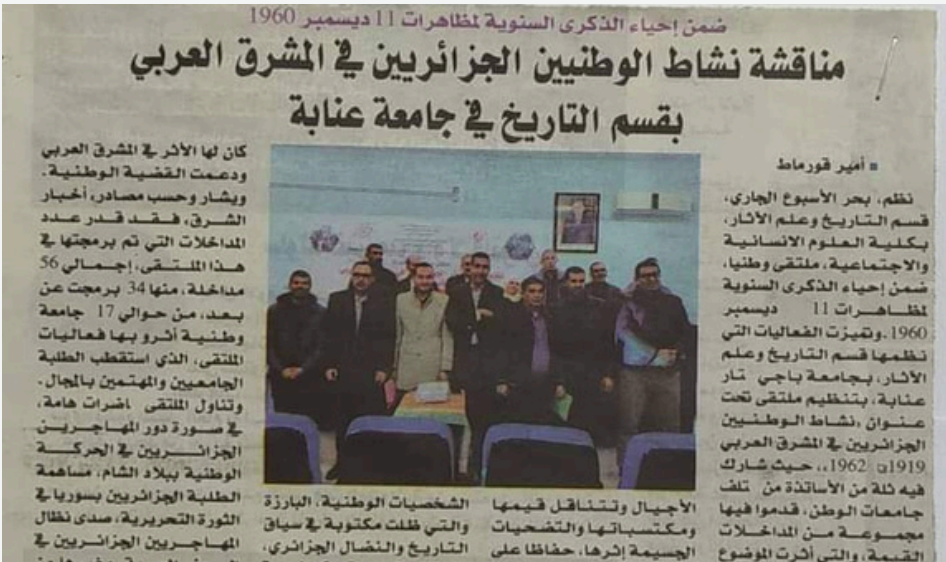 ضمن إحياء الذكرى السنوية لمظاهرات 11 ديسمبر 1960
مناقشة نشاط الوطنيين الجزائريين في المشرق العربي
بقسم التاريخ في جامعة عنابة
أمير قورماط
نظم، بحر الأسبوع الجاري،
قسم التاريخ وعلم الآثار،
بكلية العلوم الانسانية
والاجتماعية، ملتقى وطنيا،
ضمن إحياء الذكرى السنوية
لمظاهرات 11 ديسمبر
1960. وتميزت الفعاليات التي
نظمها قسم التاريخ وعلم
الآثار، بجامعة باجي تار
عنابة، بتنظيم ملتقى تحت
عنوان ،نشاط الوطنيين
الجزائريين في المشرق العربي
1919 1962،، حيث شارك
فيه ثلة من الأساتذة من تلف
جامعات الوطن، قدموا فيها
مجموعة من المداخلات
القيمة، والتي أثرت الموضوع
الأجيال وتتناقل قيمها
ومكتسباتها والتضحيات
الجسيمة إثرها، حفاظا على
الشخصيات الوطنية، البارزة
والتي ظلت مكتوبة في سياق
التاريخ والنضال الجزائري،
كان لها الأثر في المشرق العربي
ودعمت القضية الوطنية.
ويشار وحسب مصادر، أخبار
الشرق، فقد قدر عدد
المداخلات التي تم برمجتها في
هذا الملتقى، إجمالي 56
مداخلة، منها 34 برمجت عن
بعد، من حوالي 17 جامعة
وطنية أثرو بها فعاليات
الملتقى، الذي استقطب الطلبة
الجامعيين والمهتمين بالمجال.
وتناول الملتقى اضرات هامة،
في صورة دور المهاجرين
الجزائريين في الحركة
الوطنية ببلاد الشام، مساهمة
الطلبة الجزائريين بسوريا في
الثورة التحريرية، صدى نظال
المهاجريين الجزائريين في